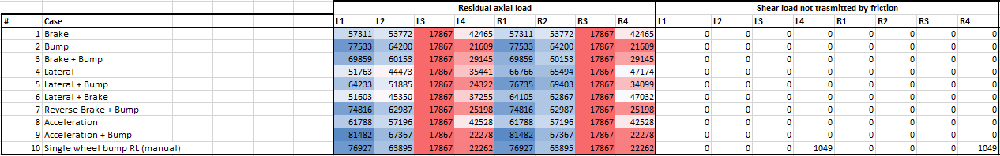 Residual axial load Shear load not trasmitted by friction
# Case L1 L2 L3 L4 R1 R2 R3 R4 L1 L2 L3 L4 R1 R2 R3 R4
1 Brake 57311 53772 17867 42465 57311 53772 17867 42465 0 0 0 0 0 0 0 0
2 Bump 77533 64200 17867 21609 77533 64200 17867 21609 0 0 0 0 0 0 0 0
3 Brake + Bump 69859 60153 17867 29145 69859 60153 17867 29145 0 0 0 0 0 0 0 0
4 Lateral 51763 44473 17867 35441 66766 65494 17867 47174 0 0 0 0 0 0 0 0
5 Lateral + Bump 64233 51885 17867 24322 76735 69403 17867 34099 0 0 0 0 0 0 0 0
6 Lateral + Brake 51603 45350 17867 37255 64105 62867 17867 47032 0 0 0 0 0 0 0 0
7 Reverse Brake + Bump 74816 62987 17867 25198 74816 62987 17867 25198 0 0 0 0 0 0 0 0
8 Acceleration 61788 57196 17867 42528 61788 57196 17867 42528 0 0 0 0 0 0 0 0
9 Acceleration + Bump 81482 67367 17867 22278 81482 67367 17867 22278 0 0 0 0 0 0 0 0
10 Single wheel bump RL (manual) 76927 63895 17867 22262 76927 63895 17867 22262 0 0 0 1049 0 0 0 1049